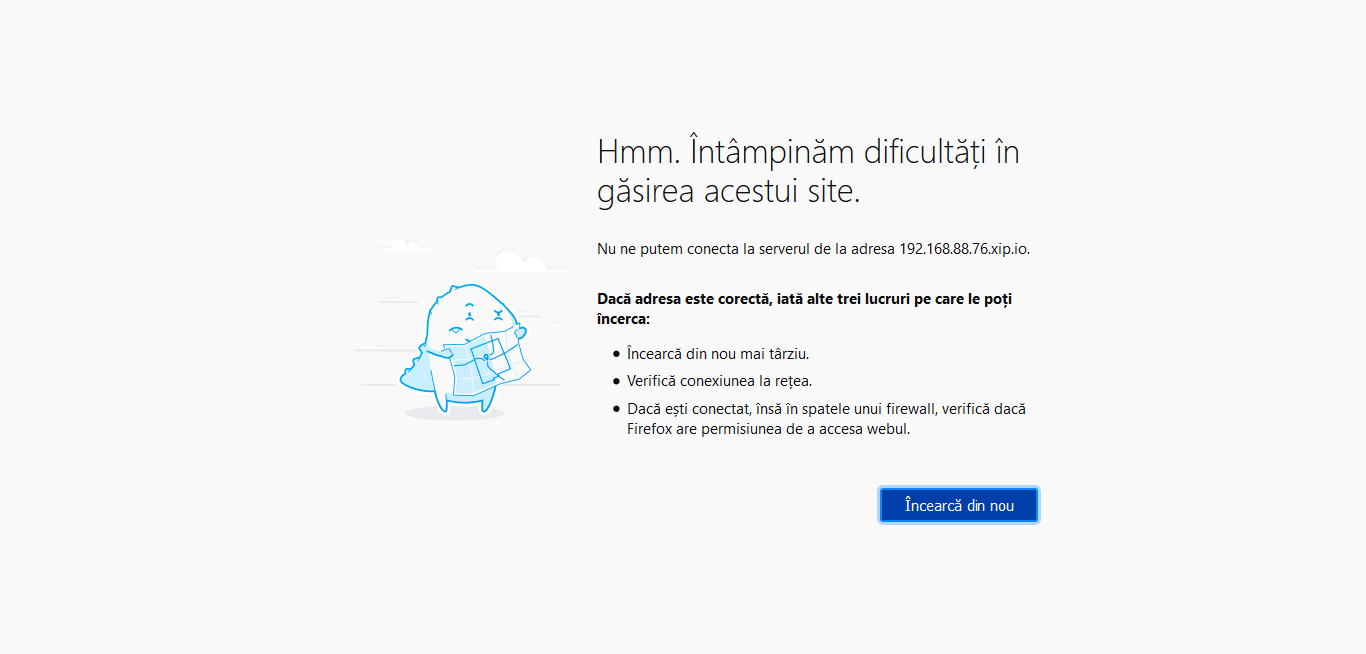 Hmm. Întâmpinăm dificultăți în
găsirea acestui site.
Nu ne putem conecta la serverul de la adresa 192.168.88.76.xip.io.
Dacă adresa este corectă, iată alte trei lucruri pe care le poți
încerca:
● Încearcă din nou mai târziu.
● Verifică conexiunea la rețea.
● Dacă ești conectat, însă în spatele unui firewall, verifică dacă
Firefox are permisiunea de a accesa webul.
Încearcă din nou